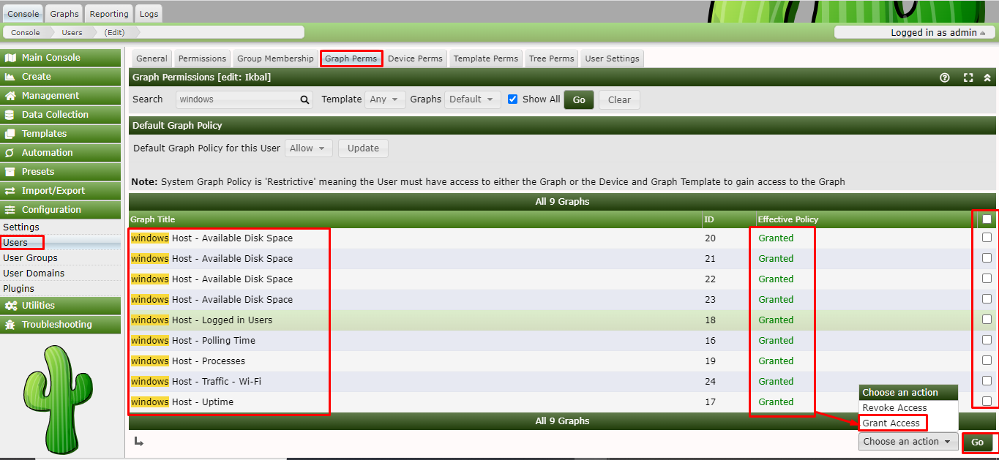 Console Graphs Reporting Logs
Console Users (Edit) Logged in as admin
Main Console
Create
Management
Data Collection
Templates
Automation
Presets
Import/Export
Configuration
Settings
Users
User Groups
User Domains
Plugins
Utilities
Troubleshooting
General Permissions Group Membership Graph Perms Device Perms Template Perms Tree Perms User Settings
Graph Permissions [edit: Ikbal]
Search windows Template Any Graphs Default Show All Go Clear
Default Graph Policy
Default Graph Policy for this User Allow Update
Note: System Graph Policy is 'Restrictive' meaning the User must have access to either the Graph or the Device and Graph Template to gain access to the Graph
All 9 Graphs
Graph Title ID Effective Policy
windows Host - Available Disk Space 20 Granted
windows Host - Available Disk Space 21 Granted
windows Host - Available Disk Space 22 Granted
windows Host - Available Disk Space 23 Granted
windows Host - Logged in Users 18 Granted
windows Host - Polling Time 16 Granted
windows Host - Processes 19 Granted
windows Host - Traffic - Wi-Fi 24 Granted
windows Host - Uptime 17 Granted
All 9 Graphs
Choose an action
Revoke Access
Grant Access
Choose an action Go